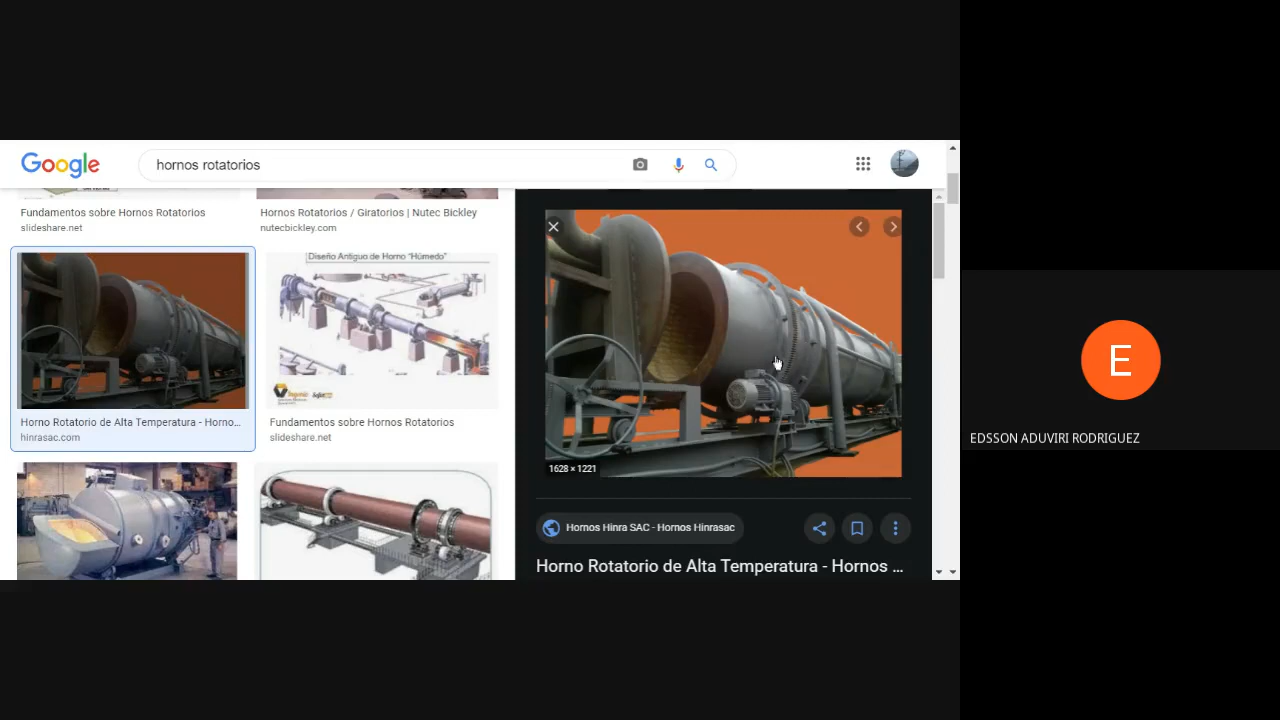 Google
hornos rotatorios
Fundamentos sobre Hornos Rotatorios
slideshare.net
Hornos Rotatorios / Giratorios | Nutec Bickley
nutecbickley.com
Diseño Antiguo de Horno "Húmedo"
Horno Rotatorio de Alta Temperatura - Horno...
hinrasac.com
Fundamentos sobre Hornos Rotatorios
slideshare.net
1628 × 1221
Hornos Hinra SAC - Hornos Hinrasac
Horno Rotatorio de Alta Temperatura - Hornos ...
E
EDSSON ADUVIRI RODRIGUEZ